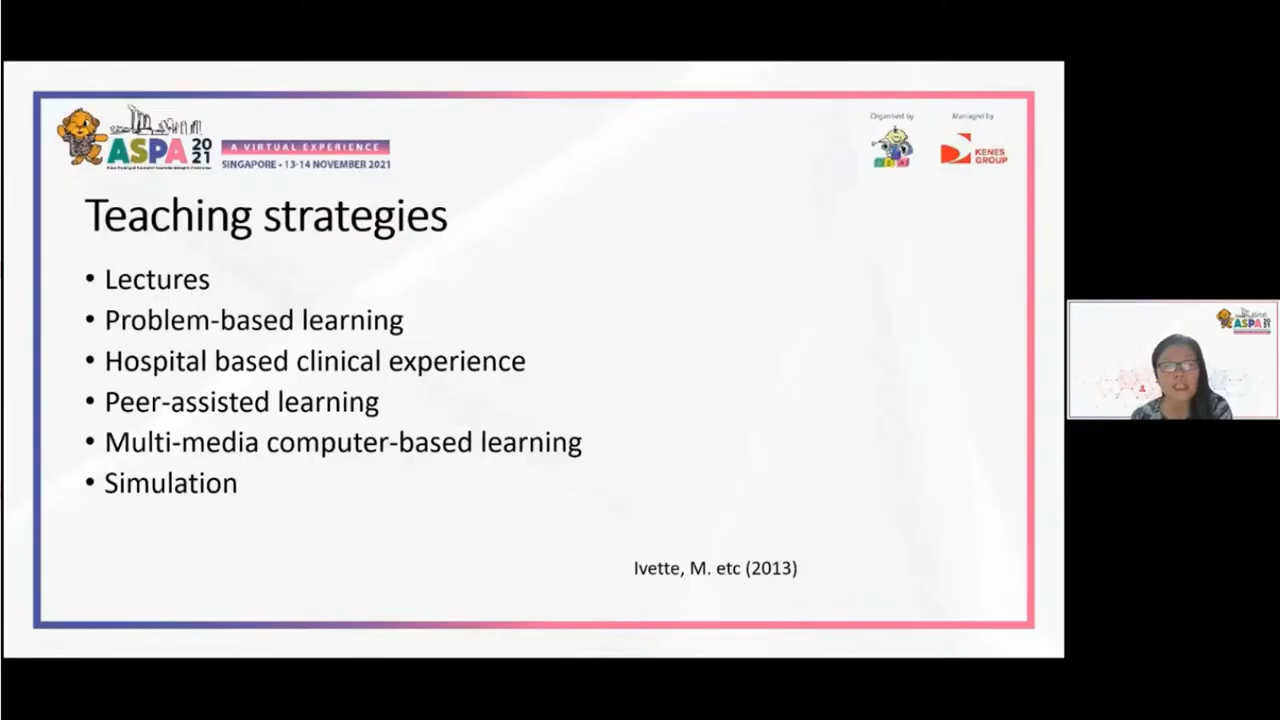 ASPA 2021
A VIRTUAL EXPERIENCE
SINGAPORE - 13-14 NOVEMBER 2021
Organised by
Managed by
KENES GROUP
Teaching strategies
• Lectures
• Problem-based learning
• Hospital based clinical experience
• Peer-assisted learning
• Multi-media computer-based learning
• Simulation
Ivette, M. etc (2013)
ASPA